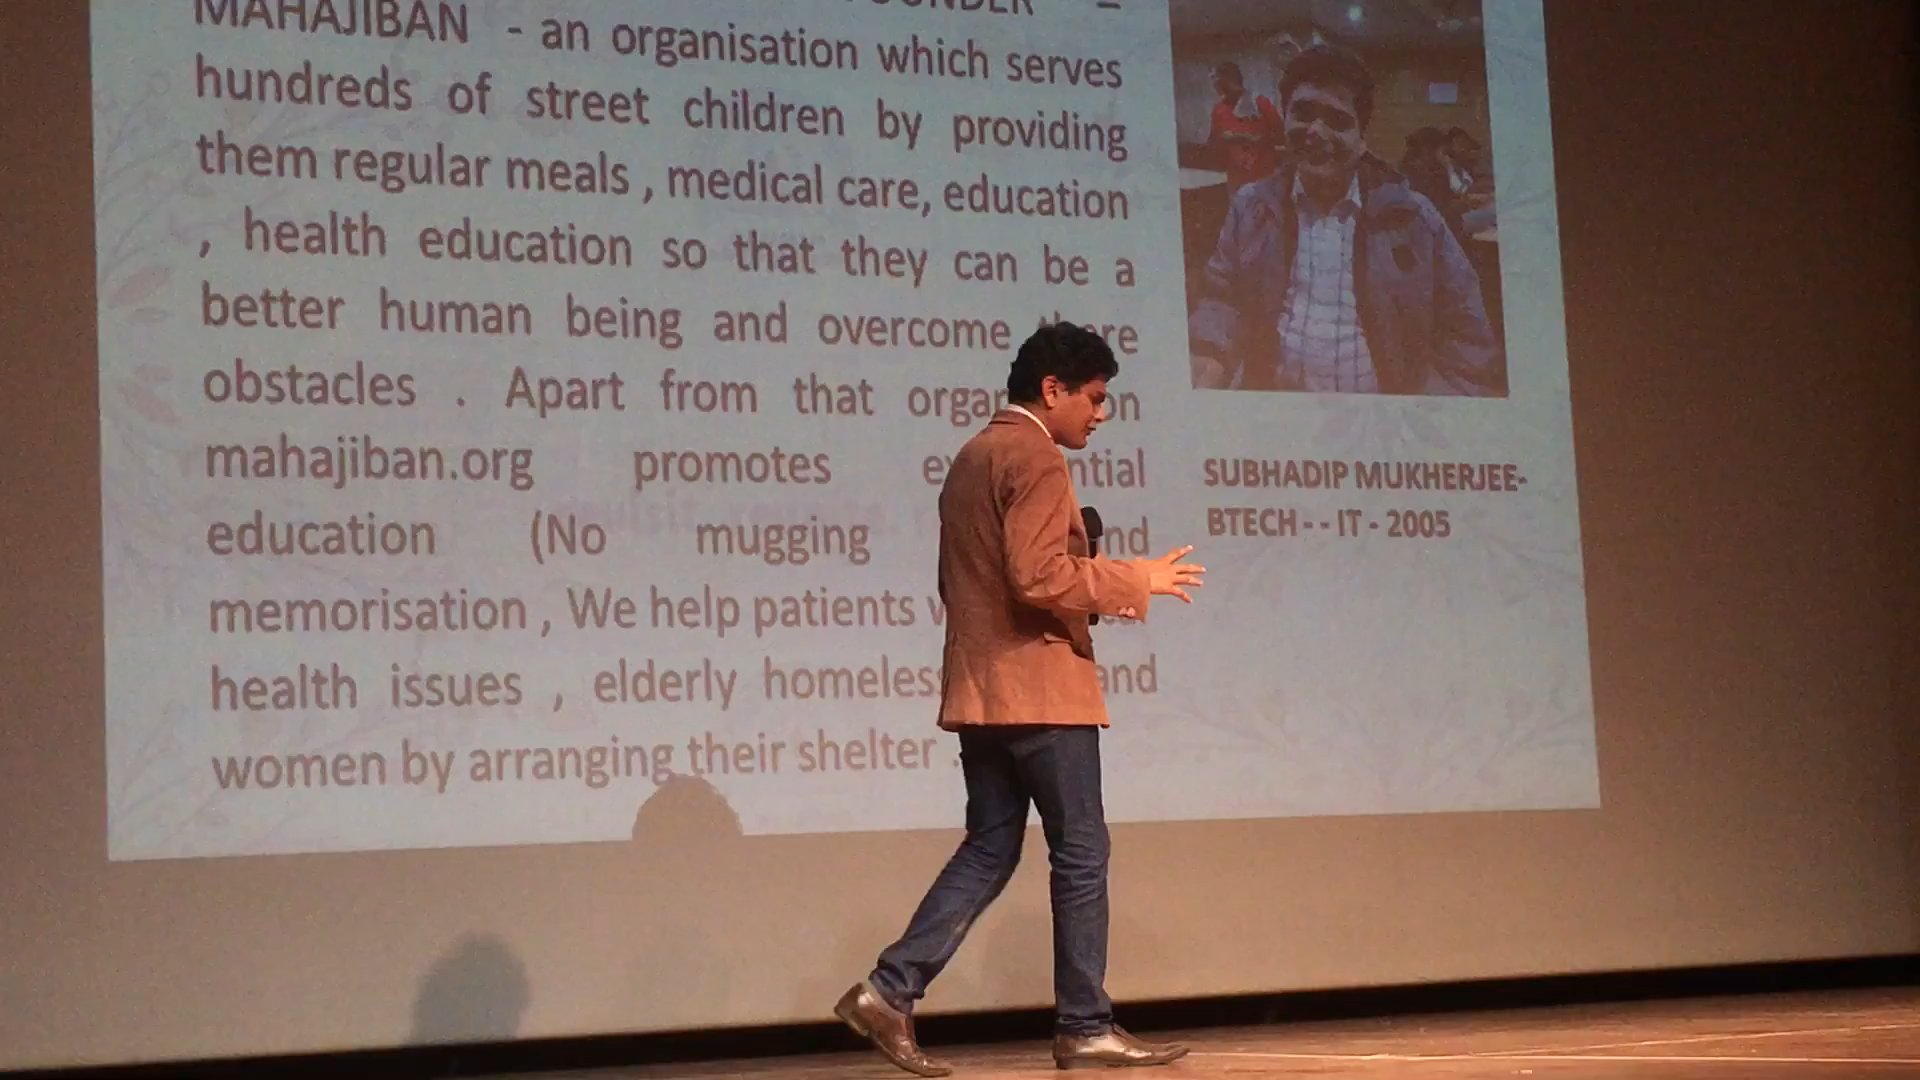 MAHAJIBAN - an organisation which serves
hundreds of street children by providing
them regular meals , medical care, education
, health education so that they can be a
better human being and overcome
obstacles . Apart from that
mahajiban.org promotes
education (No mugging
memorisation , We help patients
health issues , elderly and
women by arranging their shelter .
SUBHADIP MUKHERJEE-
BTECH - - IT - 2005